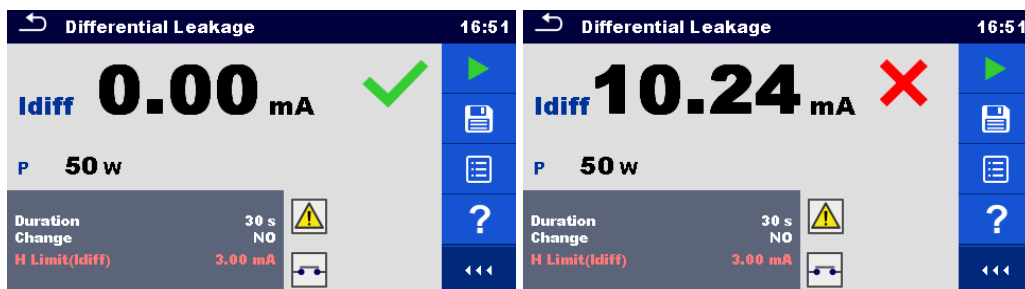 Differential Leakage 16:51
Idiff 0.00 mA
P 50 W
Duration 30 s
Change NO
H Limit(Idiff) 3.00 mA
?
Differential Leakage 16:51
Idiff 10.24 mA
P 50 W
Duration 30 s
Change NO
H Limit(Idiff) 3.00 mA
?